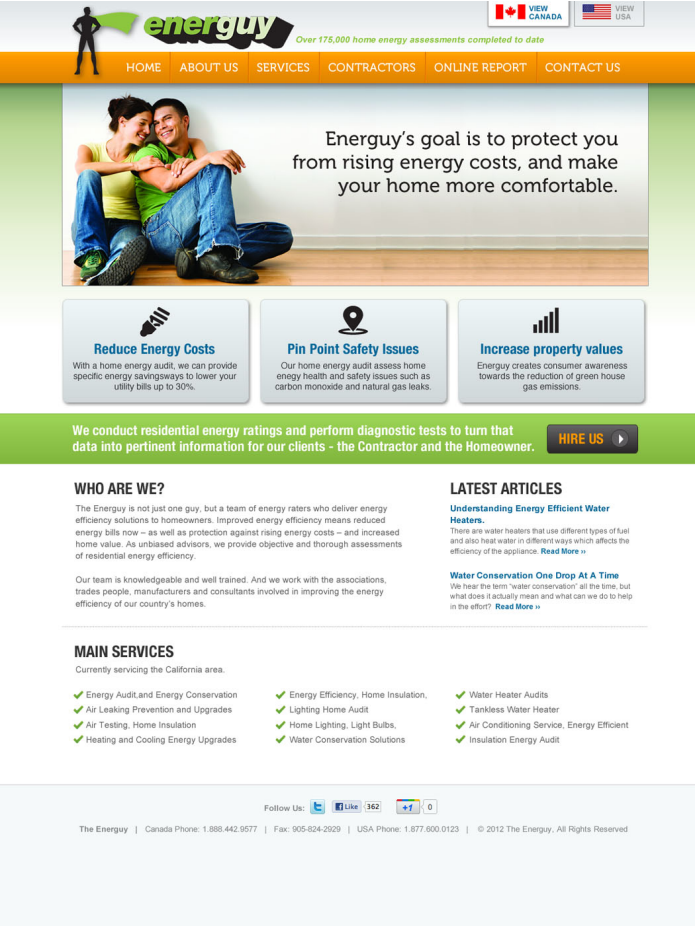 energuy
Over 175,000 home energy assessments completed to date
VIEW
CANADA
VIEW
USA
HOME
ABOUT US
SERVICES
CONTRACTORS
ONLINE REPORT
CONTACT US
Energuy's goal is to protect you
from rising energy costs, and make
your home more comfortable.
Reduce Energy Costs
With a home energy audit, we can provide
specific energy savingsways to lower your
utility bills up to 30%.
Pin Point Safety Issues
Our home energy audit assess home
enegy health and safety issues such as
carbon monoxide and natural gas leaks.
Increase property values
Energuy creates consumer awareness
towards the reduction of green house
gas emissions.
We conduct residential energy ratings and perform diagnostic tests to turn that
data into pertinent information for our clients - the Contractor and the Homeowner.
HIRE US
WHO ARE WE?
The Energuy is not just one guy, but a team of energy raters who deliver energy
efficiency solutions to homeowners. Improved energy efficiency means reduced
energy bills now – as well as protection against rising energy costs – and increased
home value. As unbiased advisors, we provide objective and thorough assessments
of residential energy efficiency.
Our team is knowledgeable and well trained. And we work with the associations,
trades people, manufacturers and consultants involved in improving the energy
efficiency of our country's homes.
LATEST ARTICLES
Understanding Energy Efficient Water
Heaters.
There are water heaters that use different types of fuel
and also heat water in different ways which affects the
efficiency of the appliance. Read More ››
Water Conservation One Drop At A Time
We hear the term "water conservation" all the time, but
what does it actually mean and what can we do to help
in the effort? Read More ››
MAIN SERVICES
Currently servicing the California area.
Energy Audit,and Energy Conservation
Air Leaking Prevention and Upgrades
Air Testing, Home Insulation
Heating and Cooling Energy Upgrades
Energy Efficiency, Home Insulation,
Lighting Home Audit
Home Lighting, Light Bulbs,
Water Conservation Solutions
Water Heater Audits
Tankless Water Heater
Air Conditioning Service, Energy Efficient
Insulation Energy Audit
Follow Us: Like 362 +1 0
The Energuy | Canada Phone: 1.888.442.9577 | Fax: 905-824-2929 | USA Phone: 1.877.600.0123 | © 2012 The Energuy, All Rights Reserved